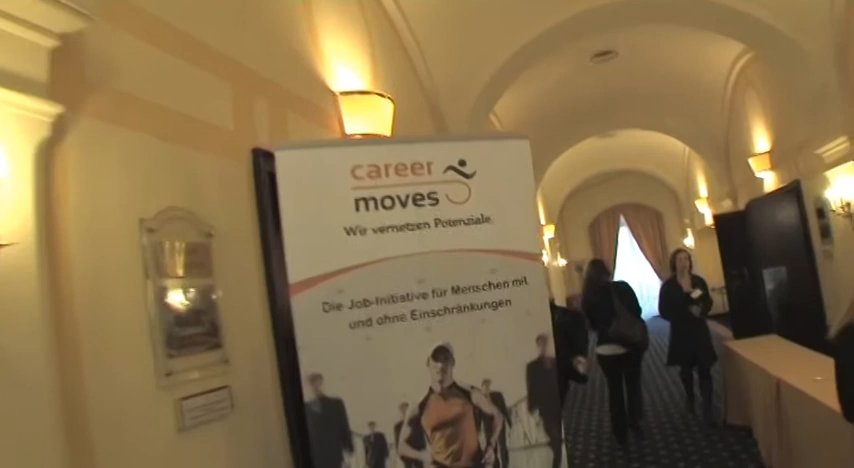 career
moves
Wir vernetzen Potenziale
Die Job-Initiative für Menschen mit
und ohne Einschränkungen